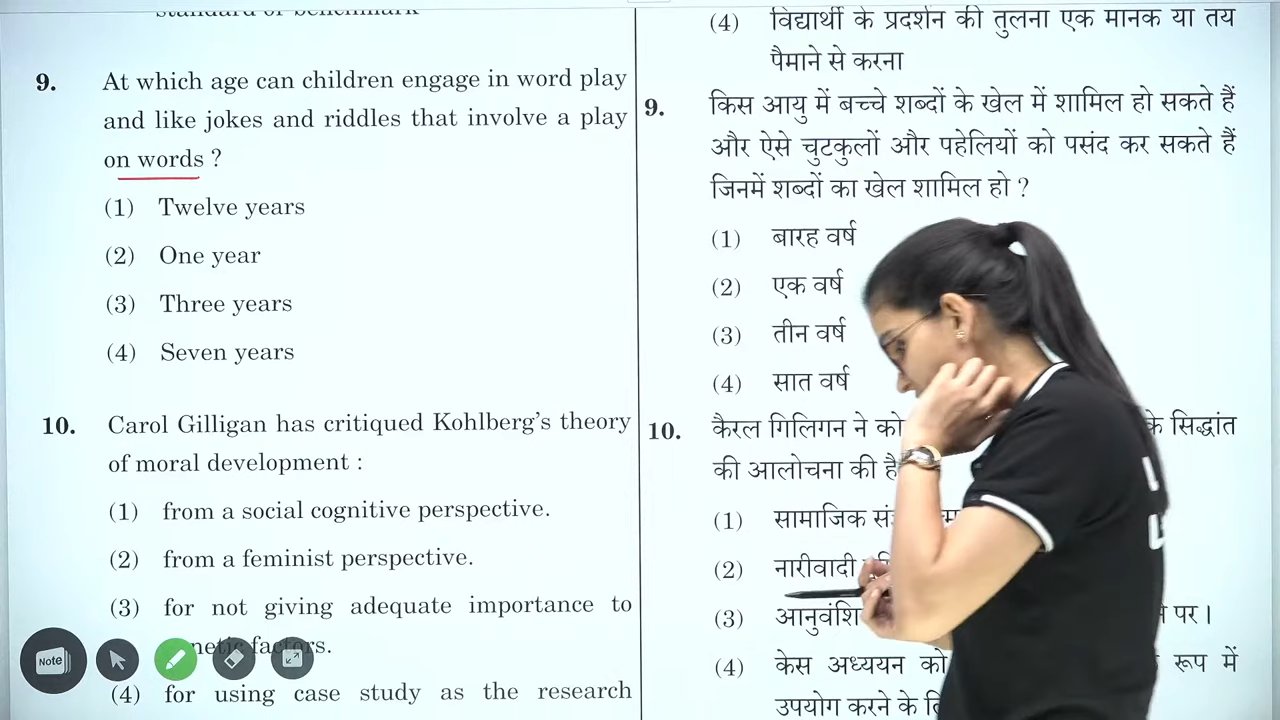 standard or benchmark
9. At which age can children engage in word play
and like jokes and riddles that involve a play
on words ?
(1) Twelve years
(2) One year
(3) Three years
(4) Seven years
10. Carol Gilligan has critiqued Kohlberg's theory
of moral development :
(1) from a social cognitive perspective.
(2) from a feminist perspective.
(3) for not giving adequate importance to
factors.
(4) for using case study as the research
(4) विद्यार्थी के प्रदर्शन की तुलना एक मानक या तय
पैमाने से करना
9. किस आयु में बच्चे शब्दों के खेल में शामिल हो सकते हैं
और ऐसे चुटकुलों और पहेलियों को पसंद कर सकते हैं
जिनमें शब्दों का खेल शामिल हो ?
(1) बारह वर्ष
(2) एक वर्ष
(3) तीन वर्ष
(4) सात वर्ष
10. कैरल गिलिगन ने के सिद्धांत
की आलोचना की है
(1) सामाजिक
(2) नारीवादी
(3) पर।
(4) केस अध्ययन को रूप में
उपयोग करने के
Note